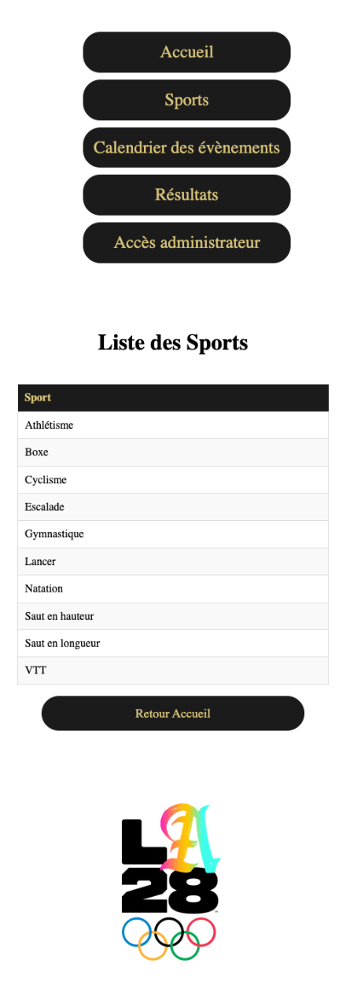 Accueil
Sports
Calendrier des évènements
Résultats
Accès administrateur
Liste des Sports
Sport
Athlétisme
Boxe
Cyclisme
Escalade
Gymnastique
Lancer
Natation
Saut en hauteur
Saut en longueur
VTT
Retour Accueil
LA
28